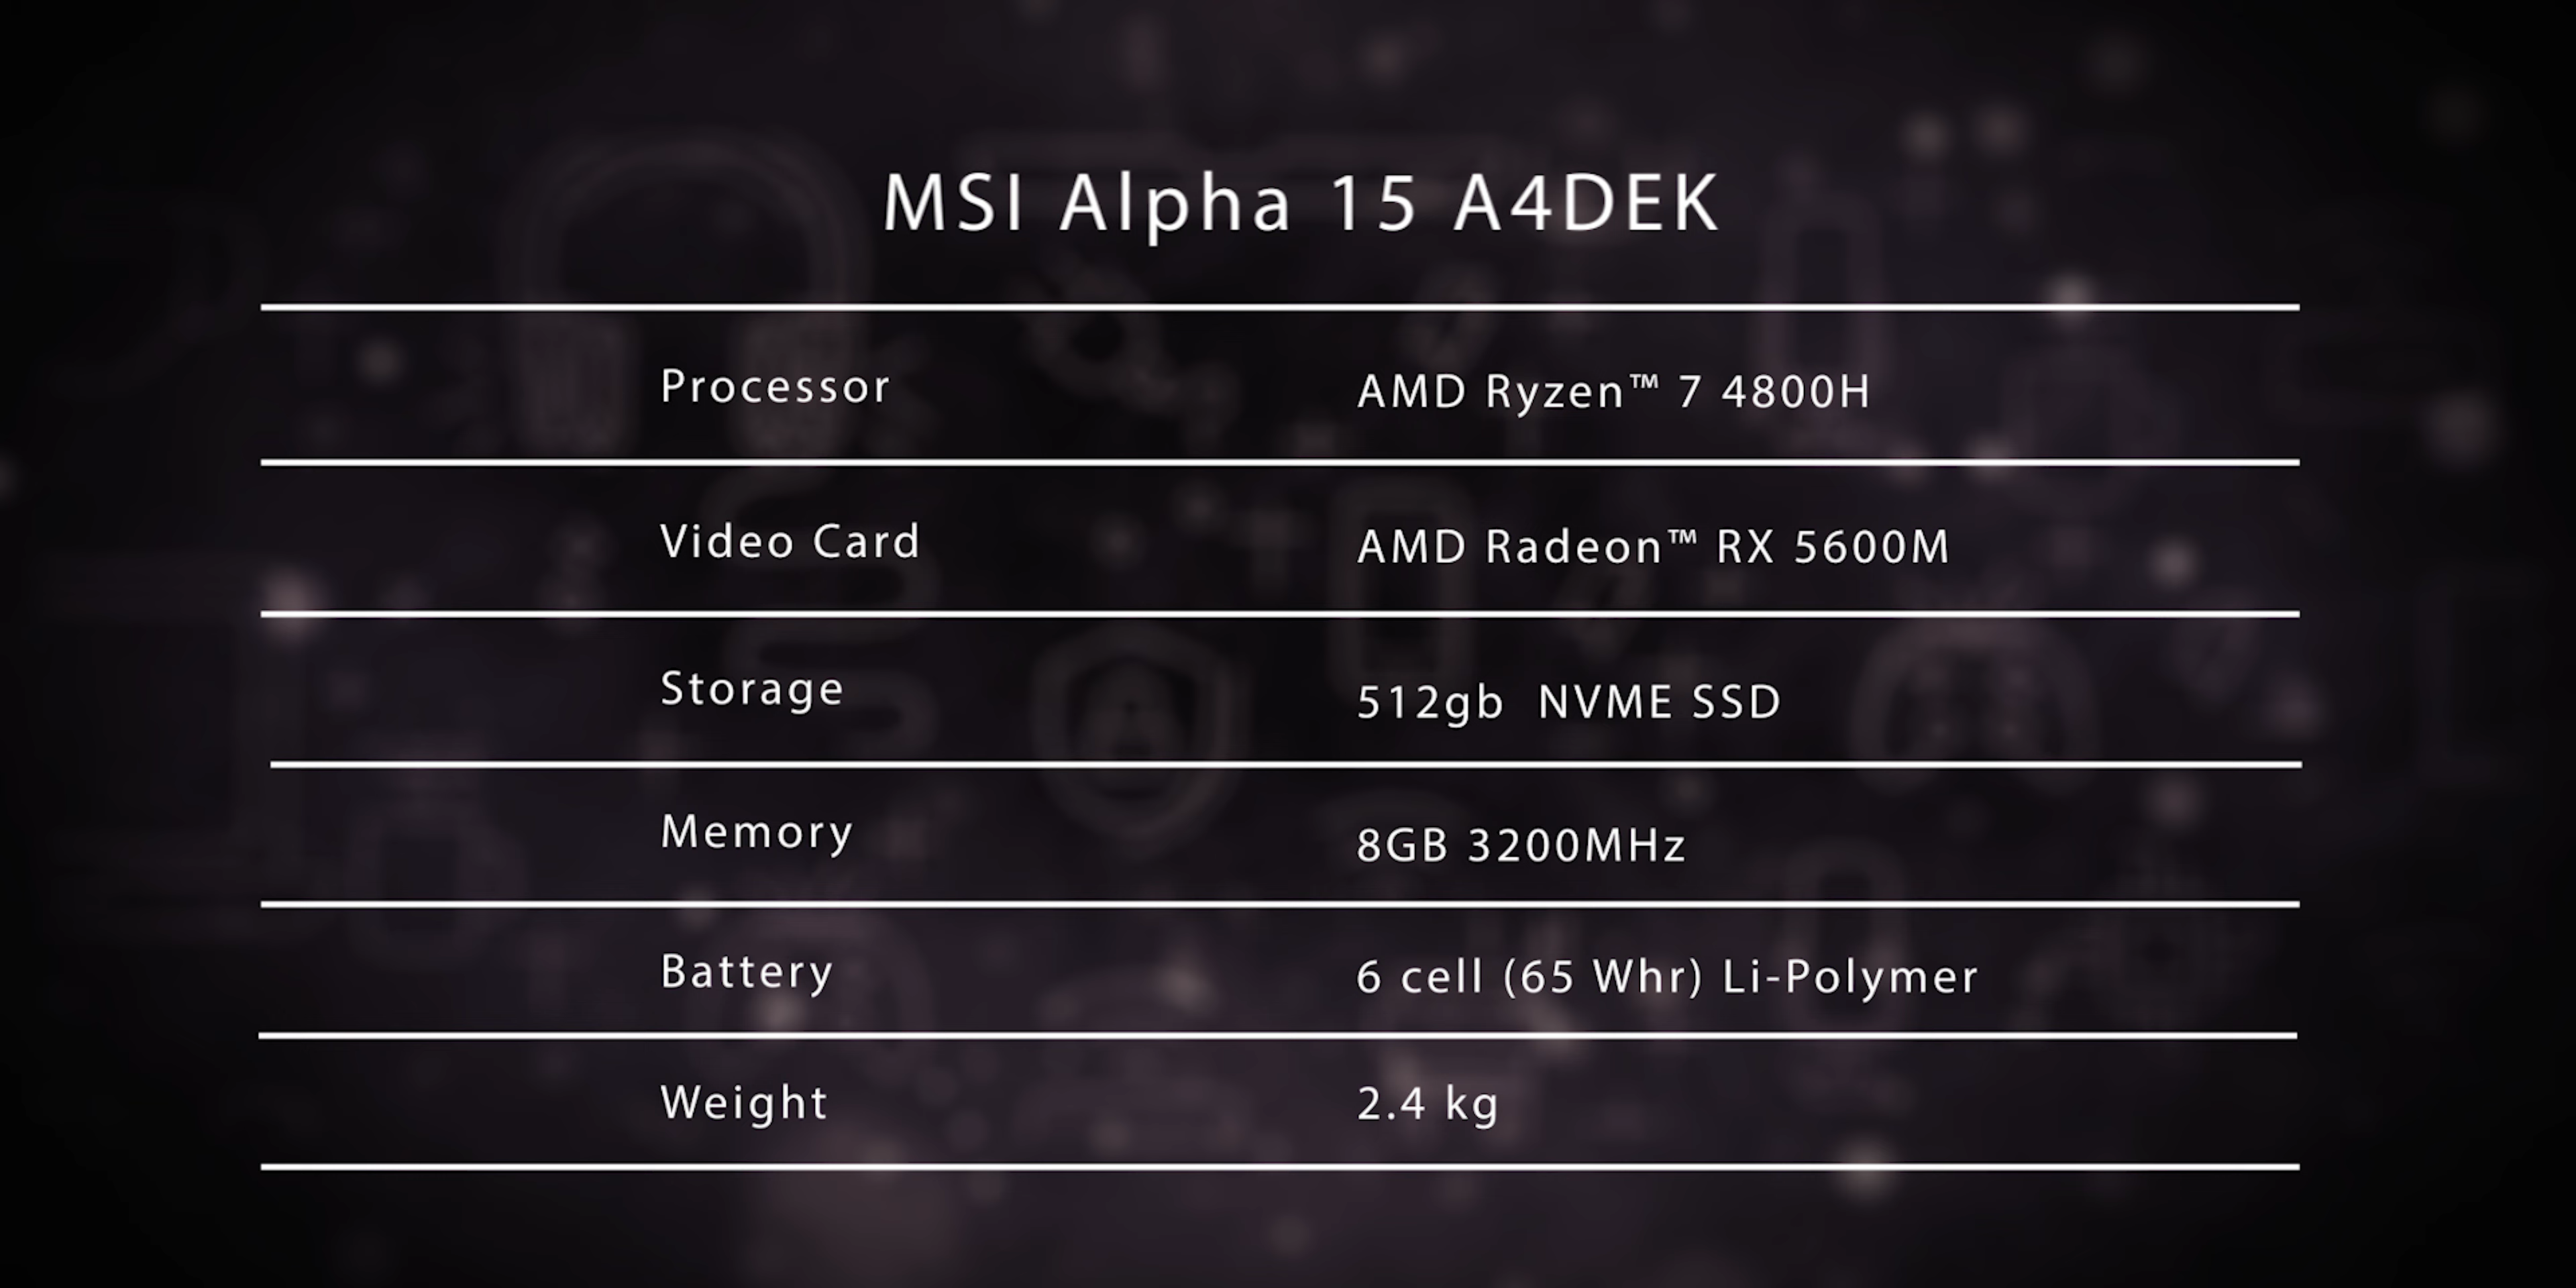 MSI Alpha 15 A4DEK
Processor AMD Ryzen™ 7 4800H
Video Card AMD Radeon™ RX 5600M
Storage 512gb  NVME SSD
Memory 8GB 3200MHz
Battery 6 cell (65 Whr) Li-Polymer
Weight 2.4 kg